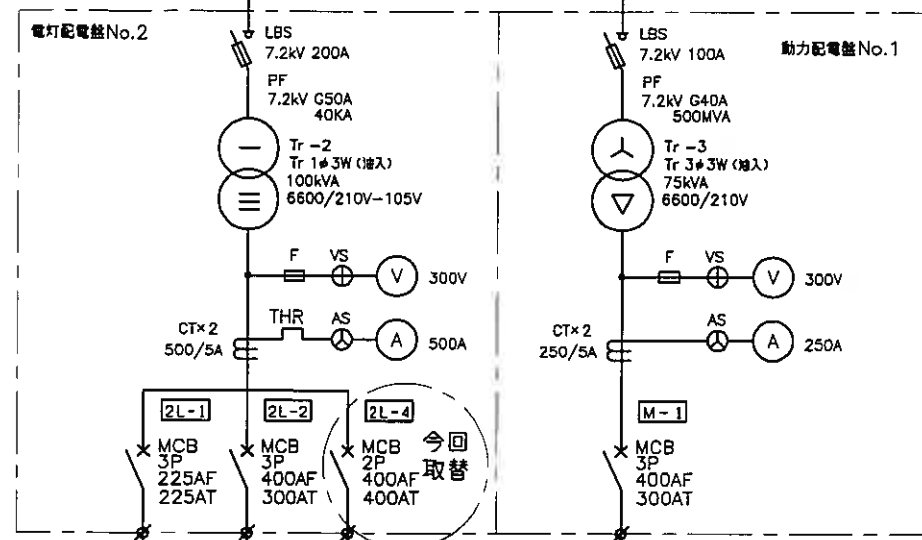 電灯配電盤No.2
LBS
7.2kV 200A
PF
7.2kV G50A
40KA
Tr -2
Tr 1φ3W (油入)
100kVA
6600/210V-105V
F
VS
V
300V
CT×2
500/5A
THR
AS
A
500A
2L-1
MCB
3P
225AF
225AT
2L-2
MCB
3P
400AF
300AT
2L-4
MCB
2P
400AF
400AT
今回
取替
動力配電盤No.1
LBS
7.2kV 100A
PF
7.2kV G40A
500MVA
Tr -3
Tr 3φ3W (油入)
75kVA
6600/210V
F
VS
V
300V
CT×2
250/5A
AS
A
250A
M-1
MCB
3P
400AF
300AT